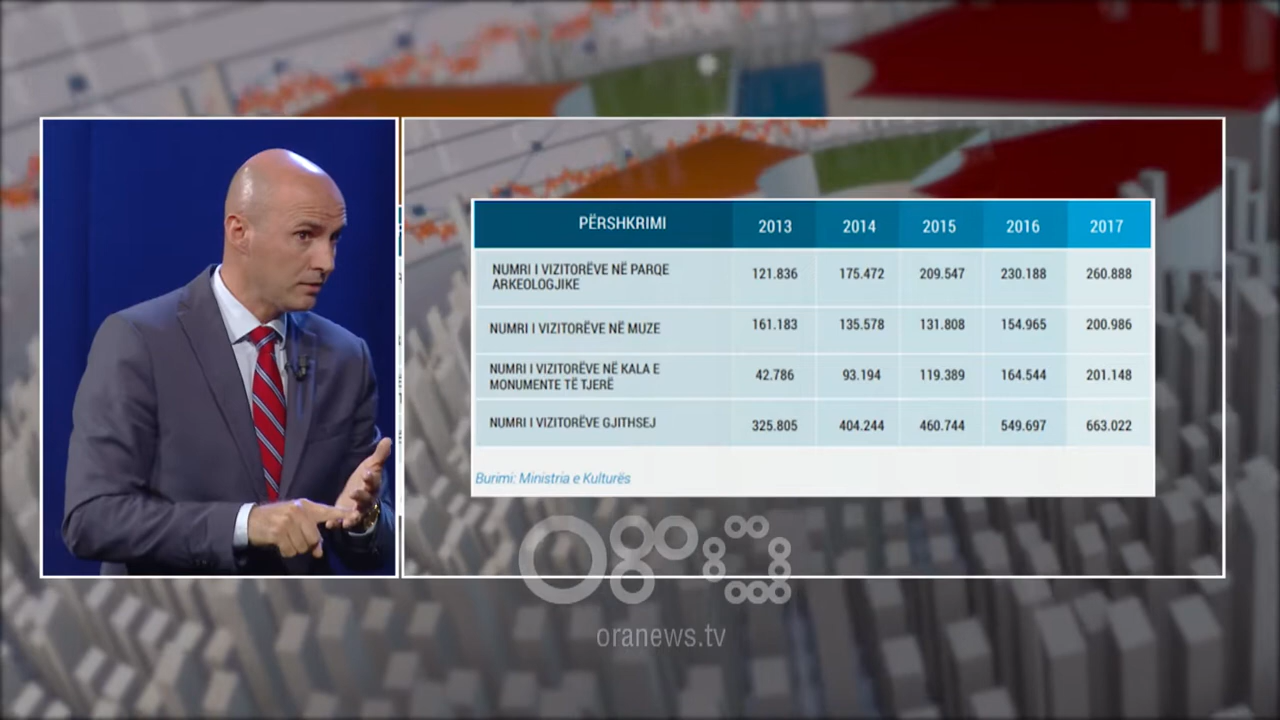 PËRSHKRIMI 2013 2014 2015 2016 2017
NUMRI I VIZITORËVE NË PARQE
ARKEOLOGJIKE 121.836 175.472 209.547 230.188 260.888
NUMRI I VIZITORËVE NË MUZE 161.183 135.578 131.808 154.965 200.986
NUMRI I VIZITORËVE NË KALA E
MONUMENTE TË TJERË 42.786 93.194 119.389 164.544 201.148
NUMRI I VIZITORËVE GJITHSEJ 325.805 404.244 460.744 549.697 663.022
Burimi: Ministria e Kulturës
oranews.tv